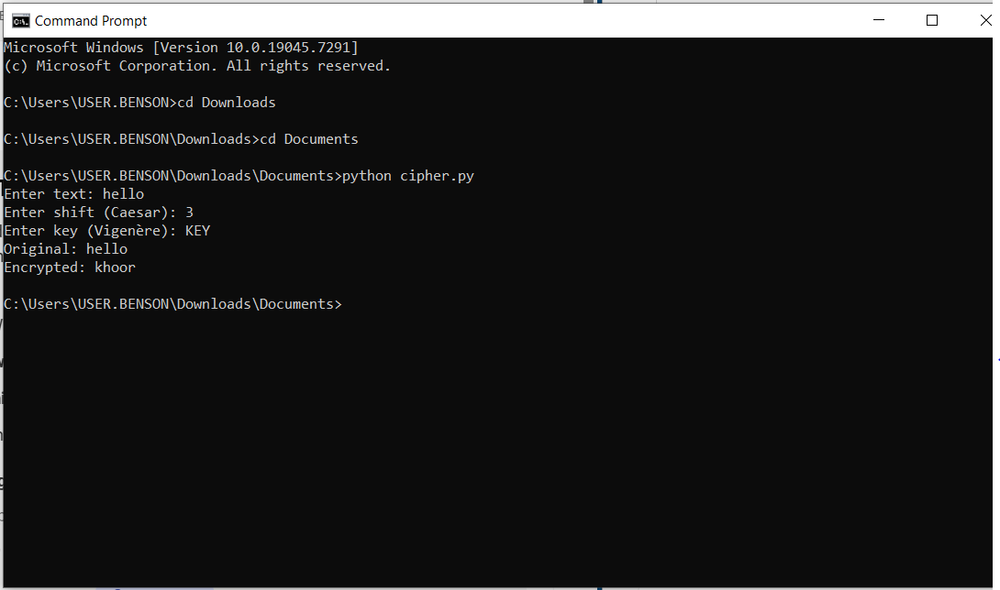 Command Prompt
Microsoft Windows [Version 10.0.19045.7291]
(c) Microsoft Corporation. All rights reserved.
C:\Users\USER.BENSON>cd Downloads
C:\Users\USER.BENSON\Downloads>cd Documents
C:\Users\USER.BENSON\Downloads\Documents>python cipher.py
Enter text: hello
Enter shift (Caesar): 3
Enter key (Vigenère): KEY
Original: hello
Encrypted: khoor
C:\Users\USER.BENSON\Downloads\Documents>